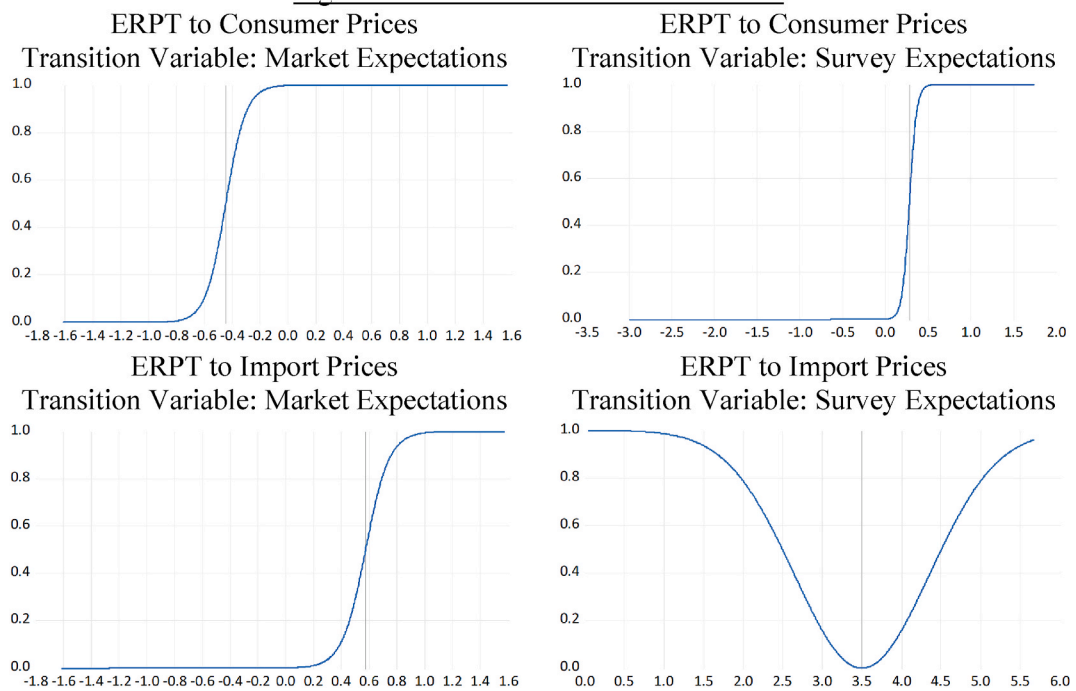 ERPT to Consumer Prices
Transition Variable: Market Expectations
1.0
0.8
0.6
0.4
0.2
0.0
-1.8 -1.6 -1.4 -1.2 -1.0 -0.8 -0.6 -0.4 -0.2 0.0 0.2 0.4 0.6 0.8 1.0 1.2 1.4 1.6
ERPT to Consumer Prices
Transition Variable: Survey Expectations
1.0
0.8
0.6
0.4
0.2
0.0
-3.5 -3.0 -2.5 -2.0 -1.5 -1.0 -0.5 0.0 0.5 1.0 1.5 2.0
ERPT to Import Prices
Transition Variable: Market Expectations
1.0
0.8
0.6
0.4
0.2
0.0
-1.8 -1.6 -1.4 -1.2 -1.0 -0.8 -0.6 -0.4 -0.2 0.0 0.2 0.4 0.6 0.8 1.0 1.2 1.4 1.6
ERPT to Import Prices
Transition Variable: Survey Expectations
1.0
0.8
0.6
0.4
0.2
0.0
0.0 0.5 1.0 1.5 2.0 2.5 3.0 3.5 4.0 4.5 5.0 5.5 6.0